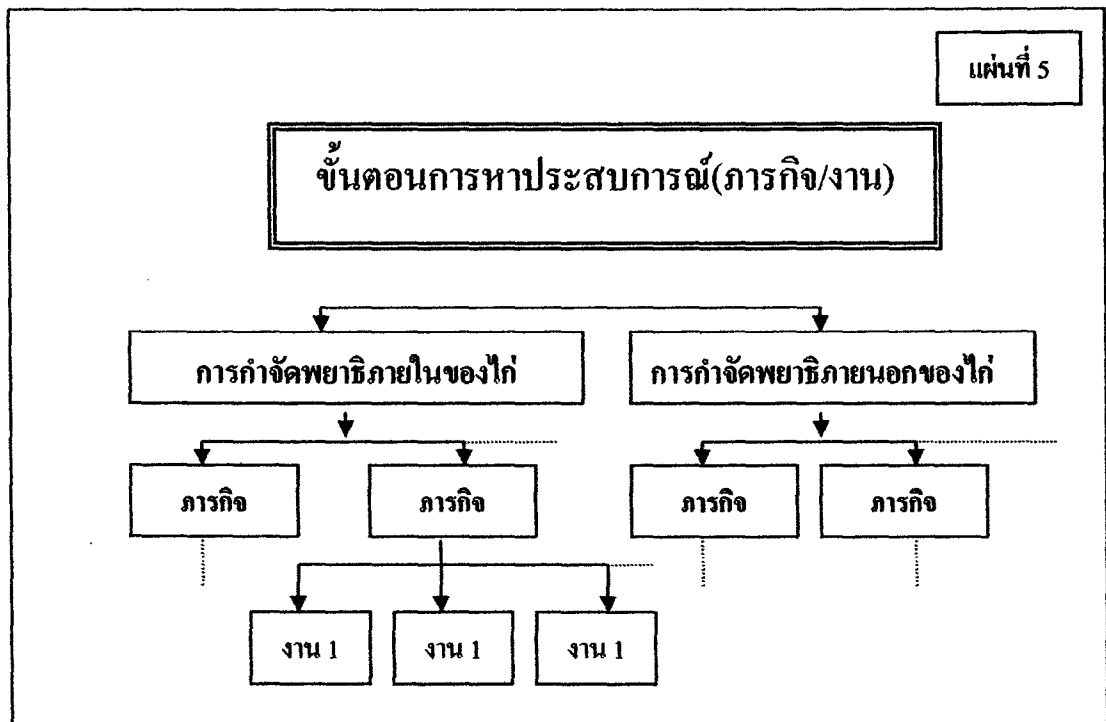 แผ่นที่ 5
ขั้นตอนการหาประสบการณ์(ภารกิจ/งาน)
การกำจัดพยาธิภายในของไก่
การกำจัดพยาธิภายนอกของไก่
ภารกิจ
ภารกิจ
ภารกิจ
ภารกิจ
งาน 1
งาน 1
งาน 1